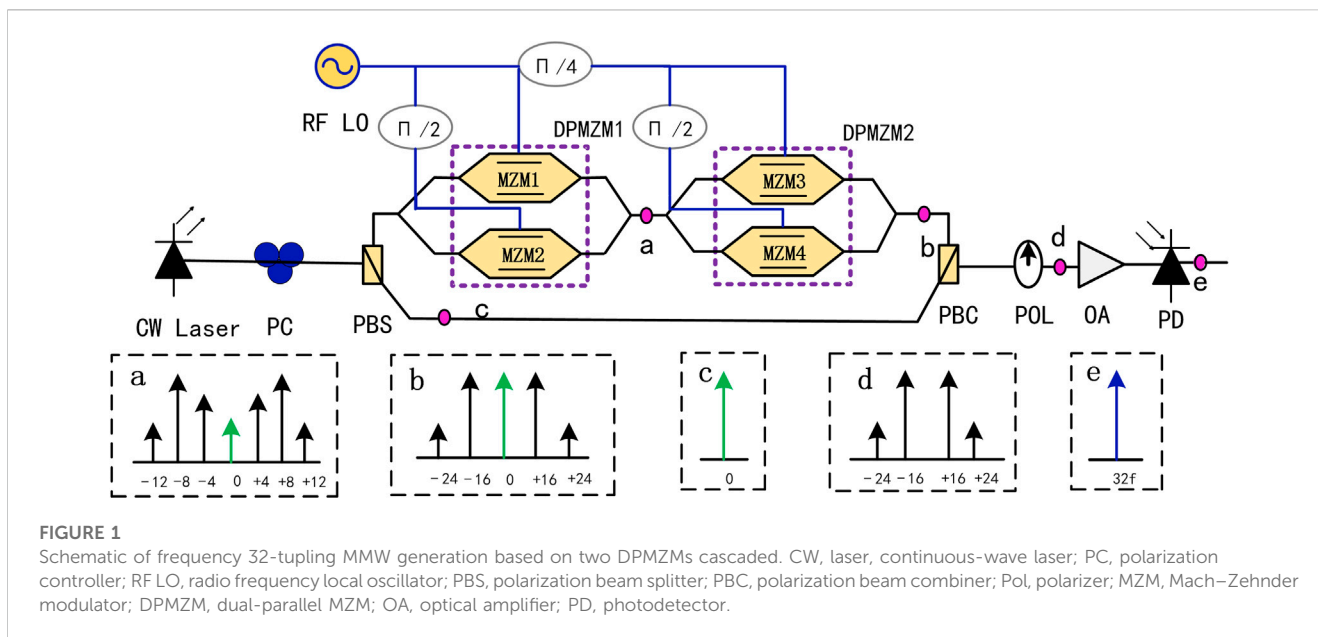 RF LO
П /4
П /2
П /2
DPMZM1
DPMZM2
MZM1
MZM2
MZM3
MZM4
a
b
c
d
e
CW Laser
PC
PBS
PBC
POL
OA
PD
a
-12 -8 -4 0 +4 +8 +12
b
-24 -16 0 +16 +24
c
0
d
-24 -16 +16 +24
e
32f
FIGURE 1
Schematic of frequency 32-tupling MMW generation based on two DPMZMs cascaded. CW, laser, continuous-wave laser; PC, polarization
controller; RF LO, radio frequency local oscillator; PBS, polarization beam splitter; PBC, polarization beam combiner; Pol, polarizer; MZM, Mach–Zehnder
modulator; DPMZM, dual-parallel MZM; OA, optical amplifier; PD, photodetector.